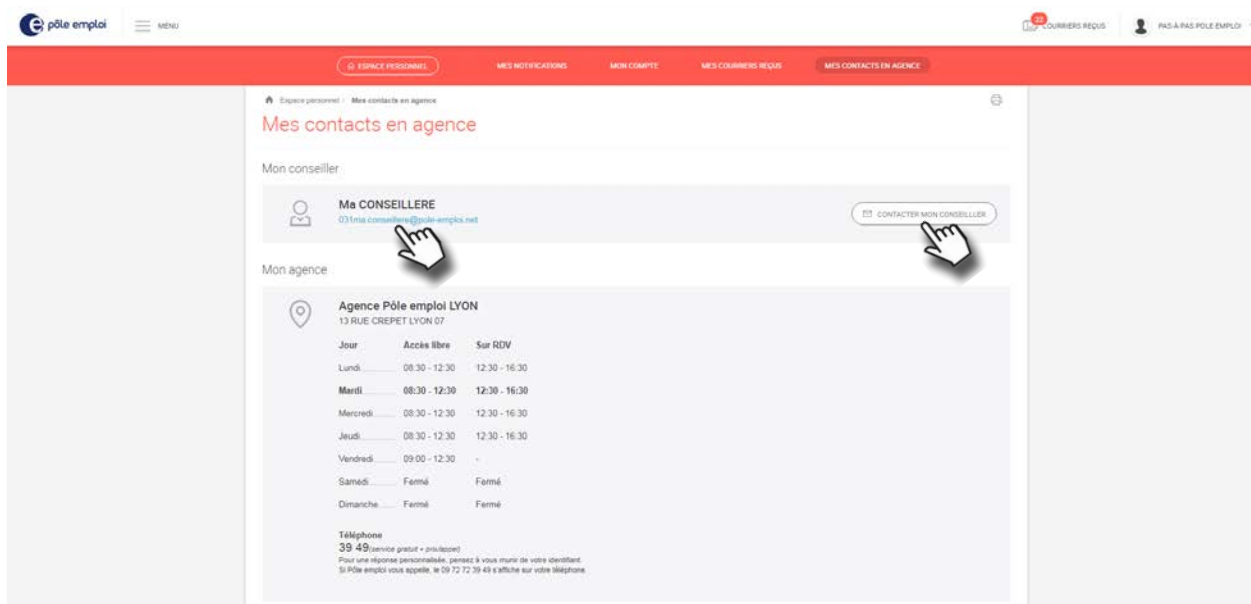 pôle emploi
MENU
22
COURRIERS REÇUS
PAS-À-PAS POLE EMPLOI
ESPACE PERSONNEL
MES NOTIFICATIONS
MON COMPTE
MES COURRIERS REÇUS
MES CONTACTS EN AGENCE
Espace personnel / Mes contacts en agence
Mes contacts en agence
Mon conseiller
Ma CONSEILLERE
031ma.conseillere@pole-emploi.net
CONTACTER MON CONSEILLLER
Mon agence
Agence Pôle emploi LYON
13 RUE CREPET LYON 07
Jour Accès libre Sur RDV
Lundi 08:30 - 12:30 12:30 - 16:30
Mardi 08:30 - 12:30 12:30 - 16:30
Mercredi 08:30 - 12:30 12:30 - 16:30
Jeudi 08:30 - 12:30 12:30 - 16:30
Vendredi 09:00 - 12:30 -
Samedi Fermé Fermé
Dimanche Fermé Fermé
Téléphone
39 49 (service gratuit + prix/appel)
Pour une réponse personnalisée, pensez à vous munir de votre identifiant.
Si Pôle emploi vous appelle, le 09 72 72 39 49 s'affiche sur votre téléphone.